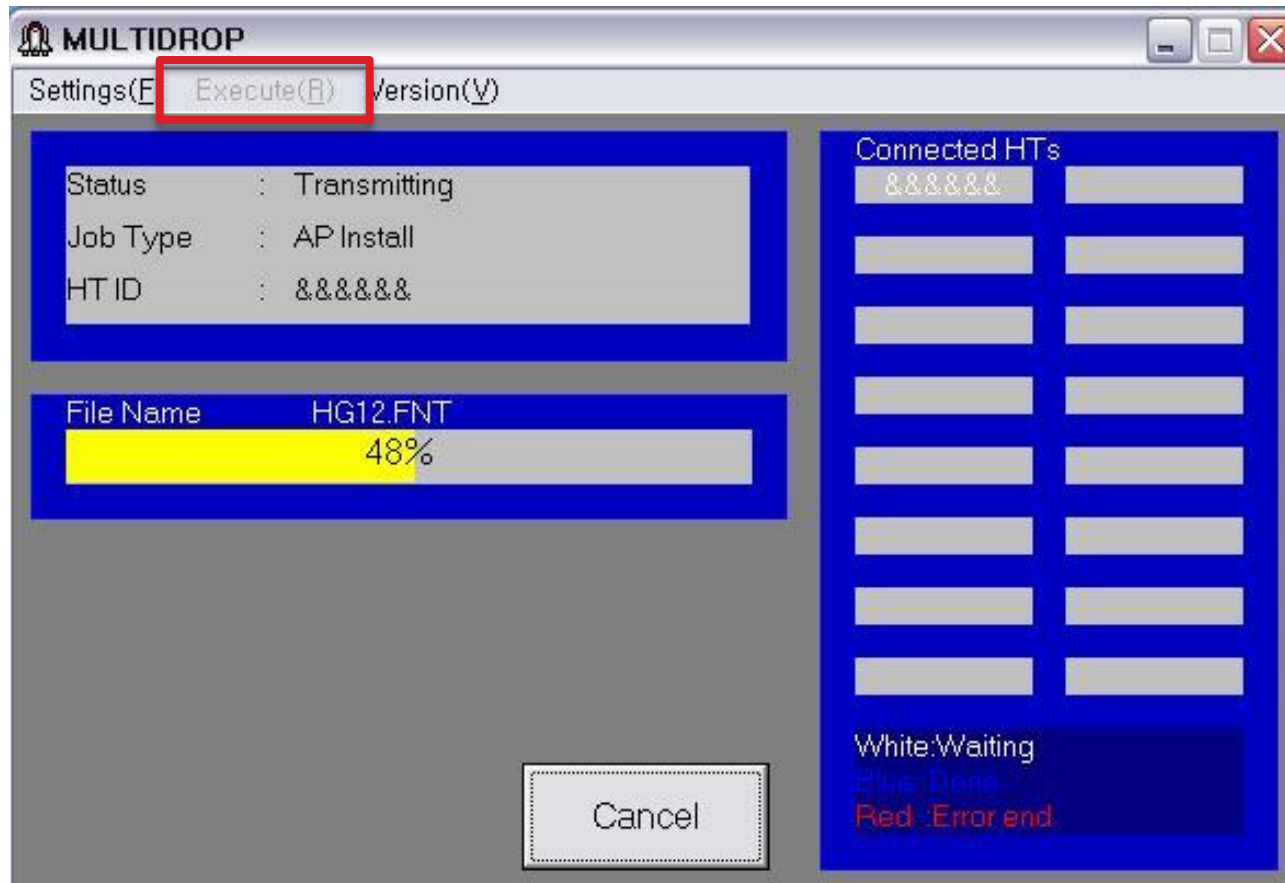 MULTIDROP
Settings(F Execute(R) Version(V)
Status : Transmitting
Job Type : AP Install
HT ID : &&&&&&
File Name HG12.FNT
48%
Cancel
Connected HTs
&&&&&&
White:Waiting
Blue :Done
Red :Error end